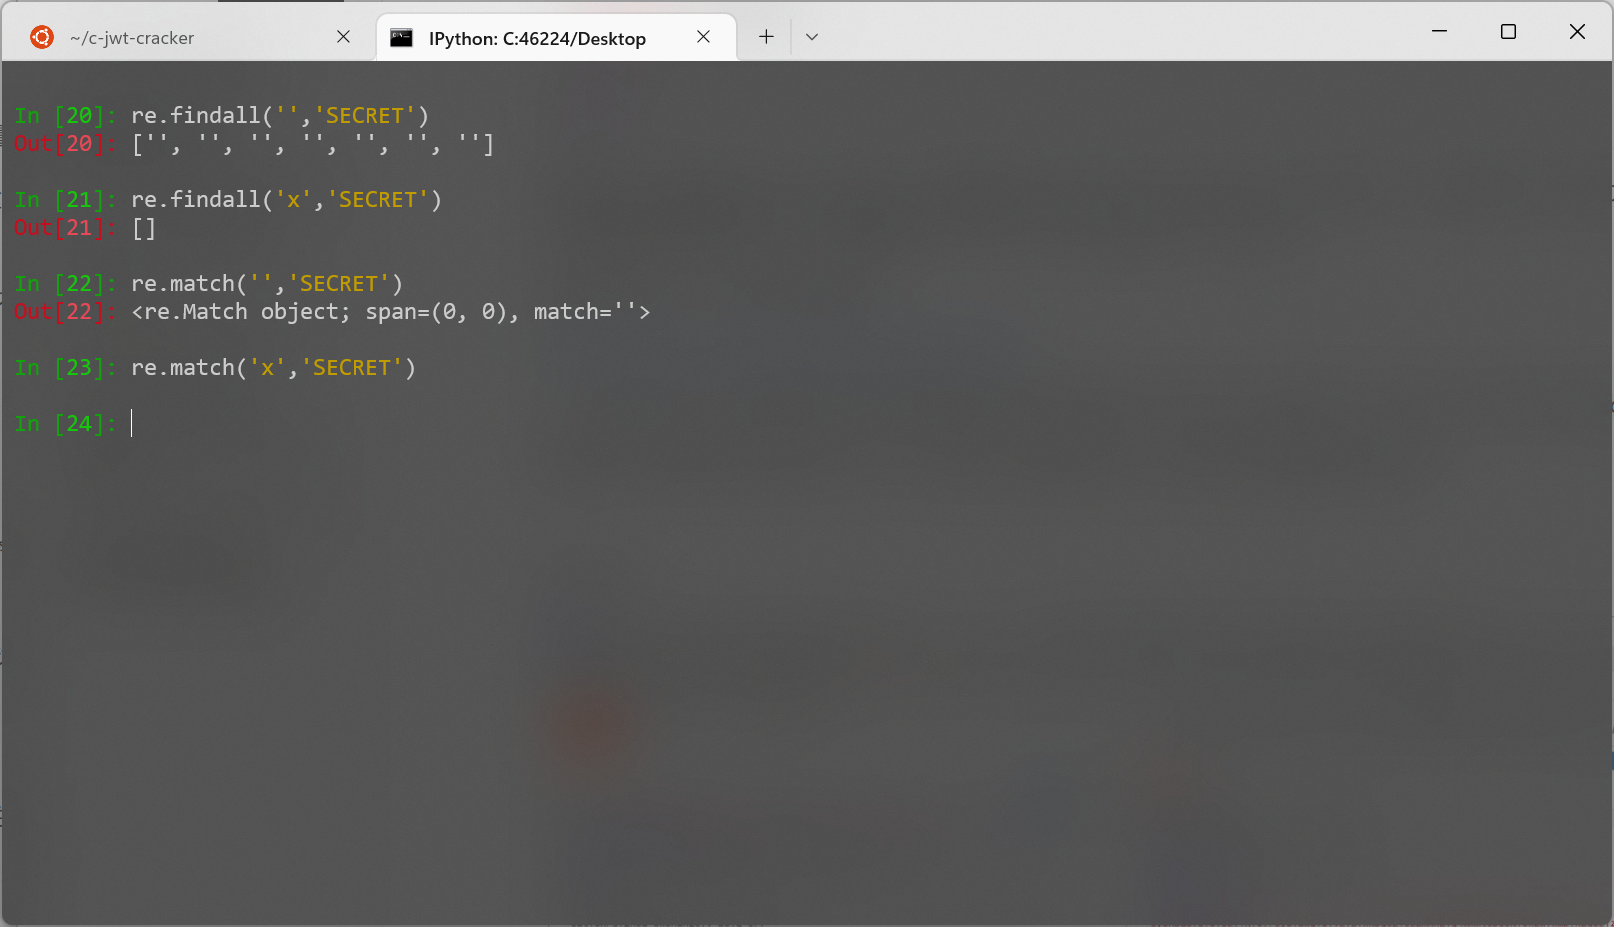 ~/c-jwt-cracker
IPython: C:46224/Desktop
In [20]: re.findall('','SECRET')
Out[20]: ['', '', '', '', '', '', '']
In [21]: re.findall('x','SECRET')
Out[21]: []
In [22]: re.match('','SECRET')
Out[22]: <re.Match object; span=(0, 0), match=''>
In [23]: re.match('x','SECRET')
In [24]: